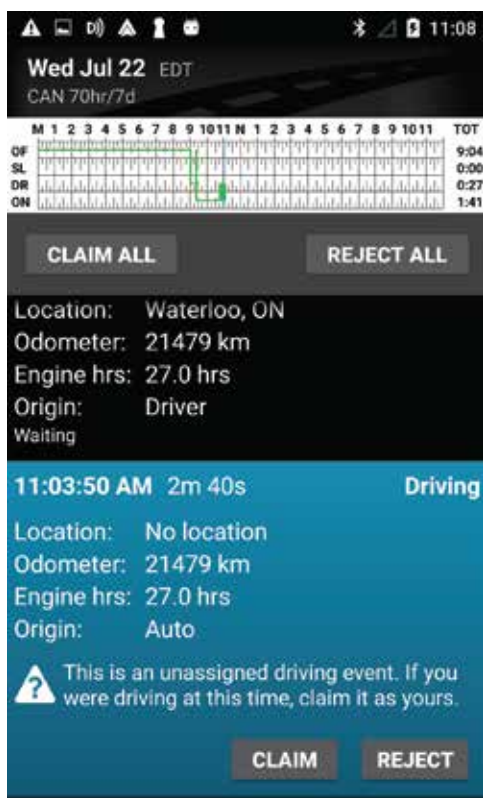 11:08
Wed Jul 22 EDT
CAN 70hr/7d
M 1 2 3 4 5 6 7 8 9 10 11 N 1 2 3 4 5 6 7 8 9 10 11 TOT
OF 9:04
SL 0:00
DR 0:27
ON 1:41
CLAIM ALL REJECT ALL
Location: Waterloo, ON
Odometer: 21479 km
Engine hrs: 27.0 hrs
Origin: Driver
Waiting
11:03:50 AM 2m 40s Driving
Location: No location
Odometer: 21479 km
Engine hrs: 27.0 hrs
Origin: Auto
This is an unassigned driving event. If you
were driving at this time, claim it as yours.
CLAIM REJECT